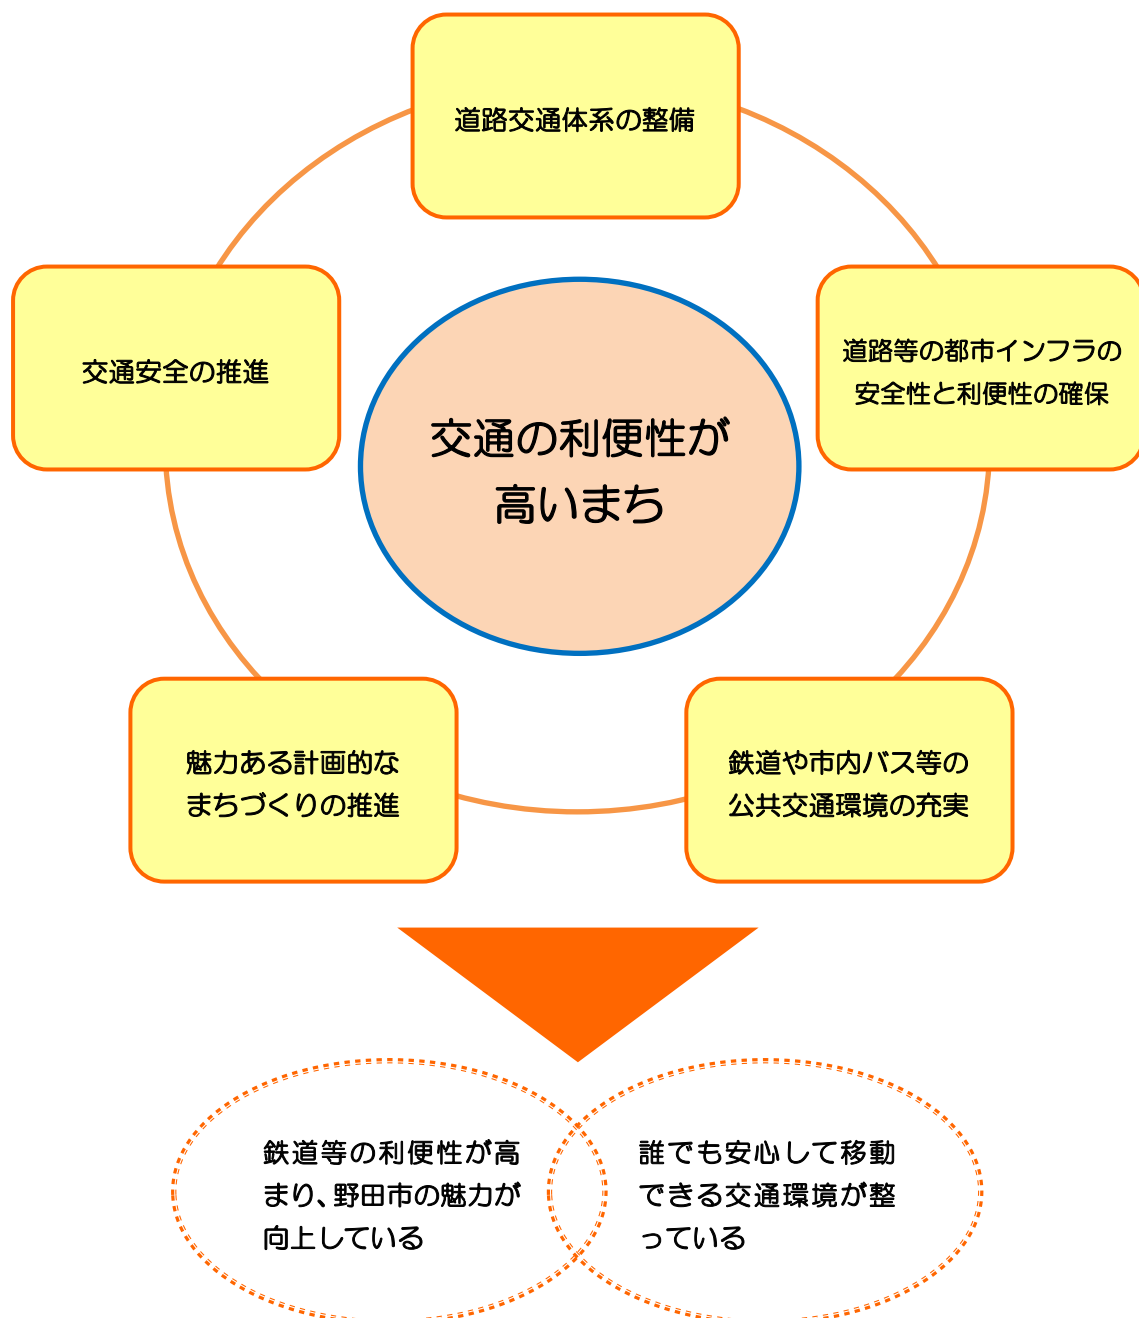 道路交通体系の整備
交通安全の推進
道路等の都市インフラの
安全性と利便性の確保
交通の利便性が
高いまち
魅力ある計画的な
まちづくりの推進
鉄道や市内バス等の
公共交通環境の充実
鉄道等の利便性が高
まり、野田市の魅力が
向上している
誰でも安心して移動
できる交通環境が整
っている